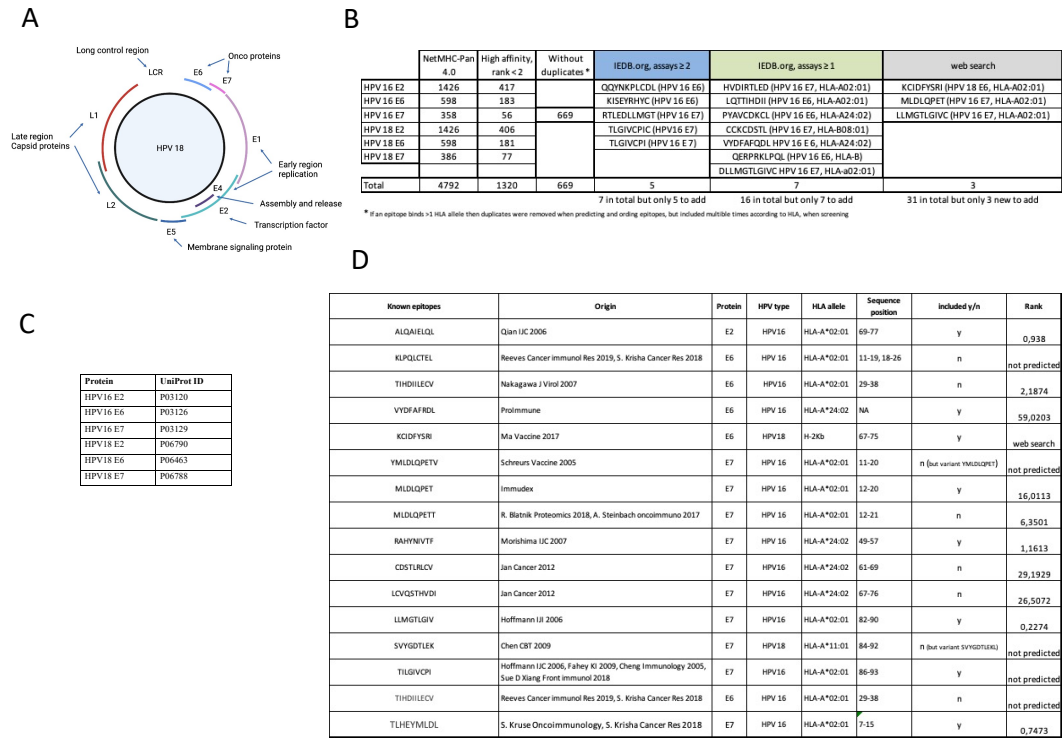 A
Long control region
LCR
E6
Onco proteins
E7
L1
E1
Late region
Capsid proteins
HPV 18
Early region
replication
E4
Assembly and release
L2
E2
Transcription factor
E5
Membrane signaling protein
B
NetMHC-Pan 4.0 | High affinity, rank < 2 | Without duplicates * | IEDB.org, assays ≥ 2 | IEDB.org, assays ≥ 1 | web search
HPV 16 E2 | 1426 | 417 | QQYNKPLCDL (HPV 16 E6) | HVDIRTLED (HPV 16 E7, HLA-A02:01) | KCIDFYSRI (HPV 18 E6, HLA-A02:01)
HPV 16 E6 | 598 | 183 | KISEYRHYC (HPV 16 E6) | LQTTIHDII (HPV 16 E6, HLA-A02:01) | MLDLQPET (HPV 16 E7, HLA-A02:01)
HPV 16 E7 | 358 | 56 | 669 | RTLEDLLMGT (HPV 16 E7) | PYAVCDKCL (HPV 16 E6, HLA-A24:02) | LLMGTLGIVC (HPV 16 E7, HLA-A02:01)
HPV 18 E2 | 1426 | 406 | TLGIVCPIC (HPV16 E7) | CCKCDSTL (HPV 16 E7, HLA-B08:01)
HPV 18 E6 | 598 | 181 | TLGIVCPI (HPV16 E 7) | VYDFAFQDL (HPV 16 E 6, HLA-A24:02)
HPV 18 E7 | 386 | 77 | QERPRKLPQL (HPV 16 E6, HLA-B)
DLLMGTLGIVC HPV 16 E7, HLA-a02:01)
Total | 4792 | 1320 | 669 | 5 | 7 | 3
7 in total but only 5 to add | 16 in total but only 7 to add | 31 in total but only 3 new to add
* If an epitope binds >1 HLA allele then duplicates were removed when predicting and ording epitopes, but included multible times according to HLA, when screening
C
Protein | UniProt ID
HPV16 E2 | P03120
HPV16 E6 | P03126
HPV16 E7 | P03129
HPV18 E2 | P06790
HPV18 E6 | P06463
HPV18 E7 | P06788
D
Known epitopes | Origin | Protein | HPV type | HLA allele | Sequence position | included y/n | Rank
ALQAIELQL | Qian IJC 2006 | E2 | HPV16 | HLA-A*02:01 | 69-77 | y | 0,938
KLPQLCTEL | Reeves Cancer immunol Res 2019, S. Krisha Cancer Res 2018 | E6 | HPV 16 | HLA-A*02:01 | 11-19, 18-26 | n | not predicted
TIHDIILECV | Nakagawa J Virol 2007 | E6 | HPV16 | HLA-A*02:01 | 29-38 | n | 2,1874
VYDFAFRDL | ProImmune | E6 | HPV16 | HLA-A*24:02 | NA | y | 59,0203
KCIDFYSRI | Ma Vaccine 2017 | E6 | HPV18 | H-2Kb | 67-75 | y | web search
YMLDLQPETV | Schreurs Vaccine 2005 | E7 | HPV 16 | HLA-A*02:01 | 11-20 | n (but variant YMLDLQPET) | not predicted
MLDLQPET | Immudex | E7 | HPV 16 | HLA-A*02:01 | 12-20 | y | 16,0113
MLDLQPETT | R. Blatnik Proteomics 2018, A. Steinbach oncoimmuno 2017 | E7 | HPV 16 | HLA-A*02:01 | 12-21 | n | 6,3501
RAHYNIVTF | Morishima IJC 2007 | E7 | HPV 16 | HLA-A*24:02 | 49-57 | y | 1,1613
CDSTLRLCV | Jan Cancer 2012 | E7 | HPV 16 | HLA-A*24:02 | 61-69 | n | 29,1929
LCVQSTHVDI | Jan Cancer 2012 | E7 | HPV 16 | HLA-A*24:02 | 67-76 | n | 26,5072
LLMGTLGIV | Hoffmann IJI 2006 | E7 | HPV 16 | HLA-A*02:01 | 82-90 | y | 0,2274
SVYGDTLEK | Chen CBT 2009 | E7 | HPV18 | HLA-A*11:01 | 84-92 | n (but variant SVYGDTLEKL) | not predicted
TILGIVCPI | Hoffmann IJC 2006, Fahey KI 2009, Cheng Immunology 2005, Sue D Xiang Front immunol 2018 | E7 | HPV16 | HLA-A*02:01 | 86-93 | y | not predicted
TIHDIILECV | Reeves Cancer immunol Res 2019, S. Krisha Cancer Res 2018 | E6 | HPV 16 | HLA-A*02:01 | 29-38 | n | not predicted
TLHEYMLDL | S. Kruse Oncoimmunology, S. Krisha Cancer Res 2018 | E7 | HPV 16 | HLA-A*02:01 | 7-15 | y | 0,7473